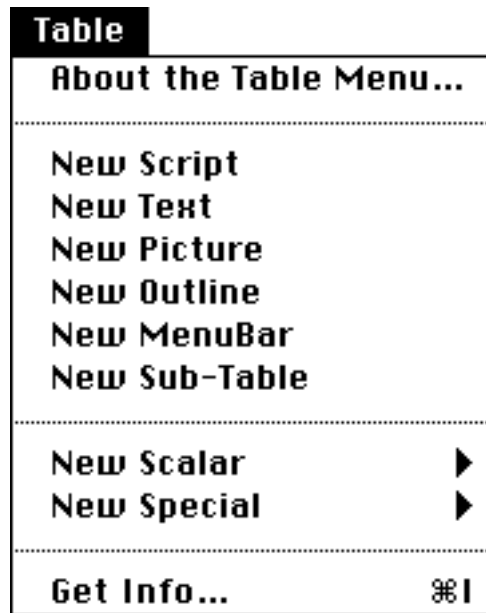 Table
About the Table Menu...
New Script
New Text
New Picture
New Outline
New MenuBar
New Sub-Table
New Scalar ▶
New Special ▶
Get Info... ⌘I